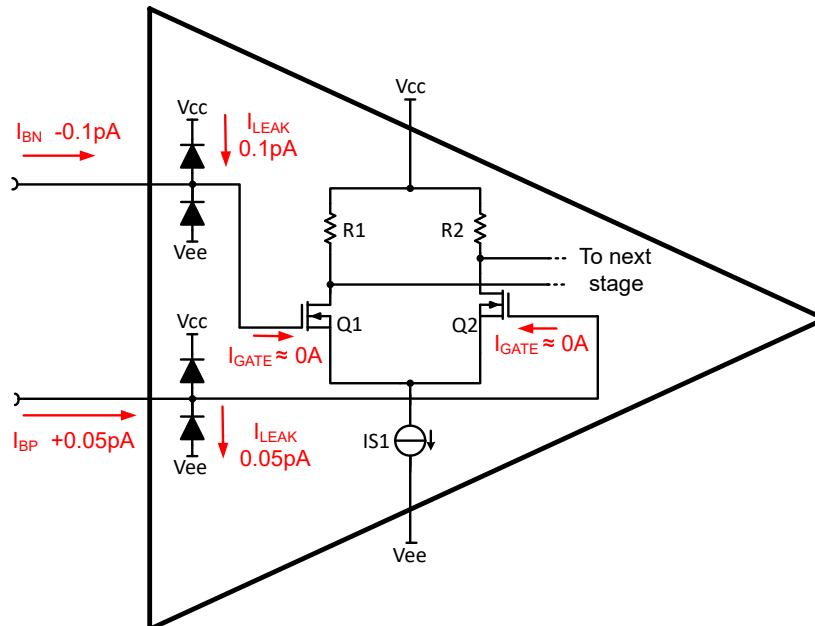 Vcc
I_BN -0.1pA
I_LEAK
0.1pA
Vee
Vcc
R1
R2
To next
stage
Q1
Q2
I_GATE ≈ 0A
I_GATE ≈ 0A
Vcc
I_BP +0.05pA
I_LEAK
0.05pA
Vee
IS1
Vee